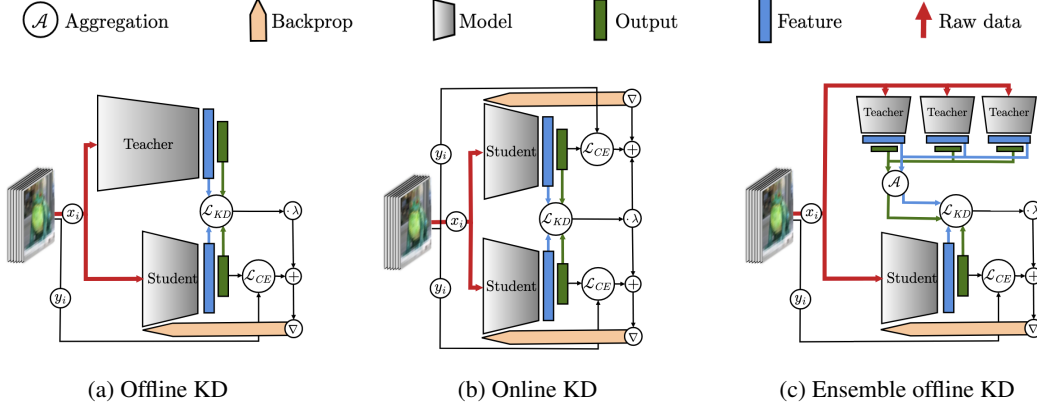 𝒜 Aggregation Backprop Model Output Feature Raw data
Teacher
x_i
ℒ_KD · λ
Student
ℒ_CE +
y_i
∇
(a) Offline KD
∇
Student
y_i ℒ_CE +
x_i
ℒ_KD · λ
y_i
Student
ℒ_CE +
∇
(b) Online KD
Teacher Teacher Teacher
𝒜
x_i
ℒ_KD · λ
Student
ℒ_CE +
y_i
∇
(c) Ensemble offline KD